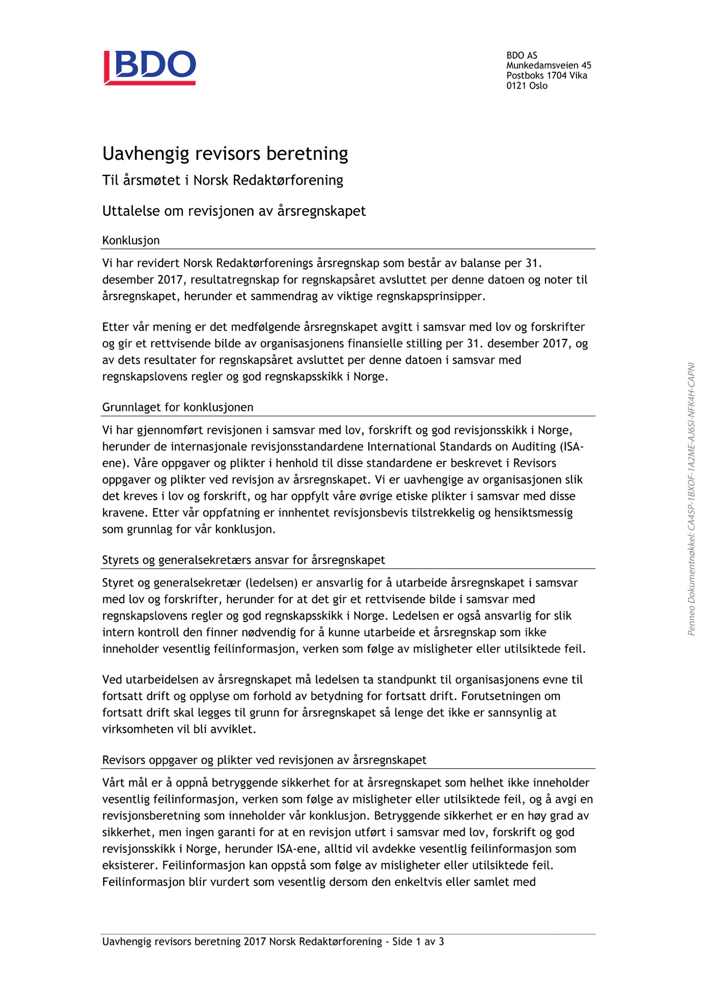 BDO
BDO AS
Munkedamsveien 45
Postboks 1704 Vika
0121 Oslo
Uavhengig revisors beretning
Til årsmøtet i Norsk Redaktørforening
Uttalelse om revisjonen av årsregnskapet
Konklusjon
Vi har revidert Norsk Redaktørforenings årsregnskap som består av balanse per 31.
desember 2017, resultatregnskap for regnskapsåret avsluttet per denne datoen og noter til
årsregnskapet, herunder et sammendrag av viktige regnskapsprinsipper.
Etter vår mening er det medfølgende årsregnskapet avgitt i samsvar med lov og forskrifter
og gir et rettvisende bilde av organisasjonens finansielle stilling per 31. desember 2017, og
av dets resultater for regnskapsåret avsluttet per denne datoen i samsvar med
regnskapslovens regler og god regnskapsskikk i Norge.
Grunnlaget for konklusjonen
Vi har gjennomført revisjonen i samsvar med lov, forskrift og god revisjonsskikk i Norge,
herunder de internasjonale revisjonsstandardene International Standards on Auditing (ISA-
ene). Våre oppgaver og plikter i henhold til disse standardene er beskrevet i Revisors
oppgaver og plikter ved revisjon av årsregnskapet. Vi er uavhengige av organisasjonen slik
det kreves i lov og forskrift, og har oppfylt våre øvrige etiske plikter i samsvar med disse
kravene. Etter vår oppfatning er innhentet revisjonsbevis tilstrekkelig og hensiktsmessig
som grunnlag for vår konklusjon.
Styrets og generalsekretærs ansvar for årsregnskapet
Styret og generalsekretær (ledelsen) er ansvarlig for å utarbeide årsregnskapet i samsvar
med lov og forskrifter, herunder for at det gir et rettvisende bilde i samsvar med
regnskapslovens regler og god regnskapsskikk i Norge. Ledelsen er også ansvarlig for slik
intern kontroll den finner nødvendig for å kunne utarbeide et årsregnskap som ikke
inneholder vesentlig feilinformasjon, verken som følge av misligheter eller utilsiktede feil.
Ved utarbeidelsen av årsregnskapet må ledelsen ta standpunkt til organisasjonens evne til
fortsatt drift og opplyse om forhold av betydning for fortsatt drift. Forutsetningen om
fortsatt drift skal legges til grunn for årsregnskapet så lenge det ikke er sannsynlig at
virksomheten vil bli avviklet.
Revisors oppgaver og plikter ved revisjonen av årsregnskapet
Vårt mål er å oppnå betryggende sikkerhet for at årsregnskapet som helhet ikke inneholder
vesentlig feilinformasjon, verken som følge av misligheter eller utilsiktede feil, og å avgi en
revisjonsberetning som inneholder vår konklusjon. Betryggende sikkerhet er en høy grad av
sikkerhet, men ingen garanti for at en revisjon utført i samsvar med lov, forskrift og god
revisjonsskikk i Norge, herunder ISA-ene, alltid vil avdekke vesentlig feilinformasjon som
eksisterer. Feilinformasjon kan oppstå som følge av misligheter eller utilsiktede feil.
Feilinformasjon blir vurdert som vesentlig dersom den enkeltvis eller samlet med
Uavhengig revisors beretning 2017 Norsk Redaktørforening - Side 1 av 3
Penneo Dokumentnøkkel: CA45P-1BXOF-1A2ME-AJ6SI-NFK4H-CAPNI